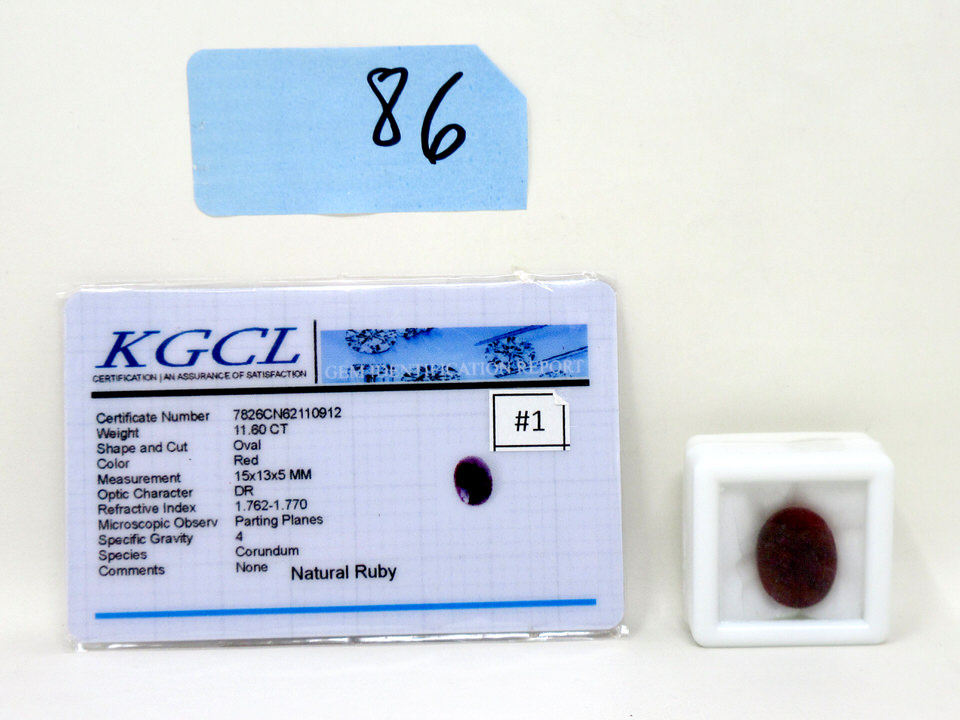 86
KGCL
CERTIFICATION | AN ASSURANCE OF SATISFACTION
GEM IDENTIFICATION REPORT
#1
Certificate Number 7826CN62110912
Weight 11.60 CT
Shape and Cut Oval
Color Red
Measurement 15x13x5 MM
Optic Character DR
Refractive Index 1.762-1.770
Microscopic Observ Parting Planes
Specific Gravity 4
Species Corundum
Comments None
Natural Ruby